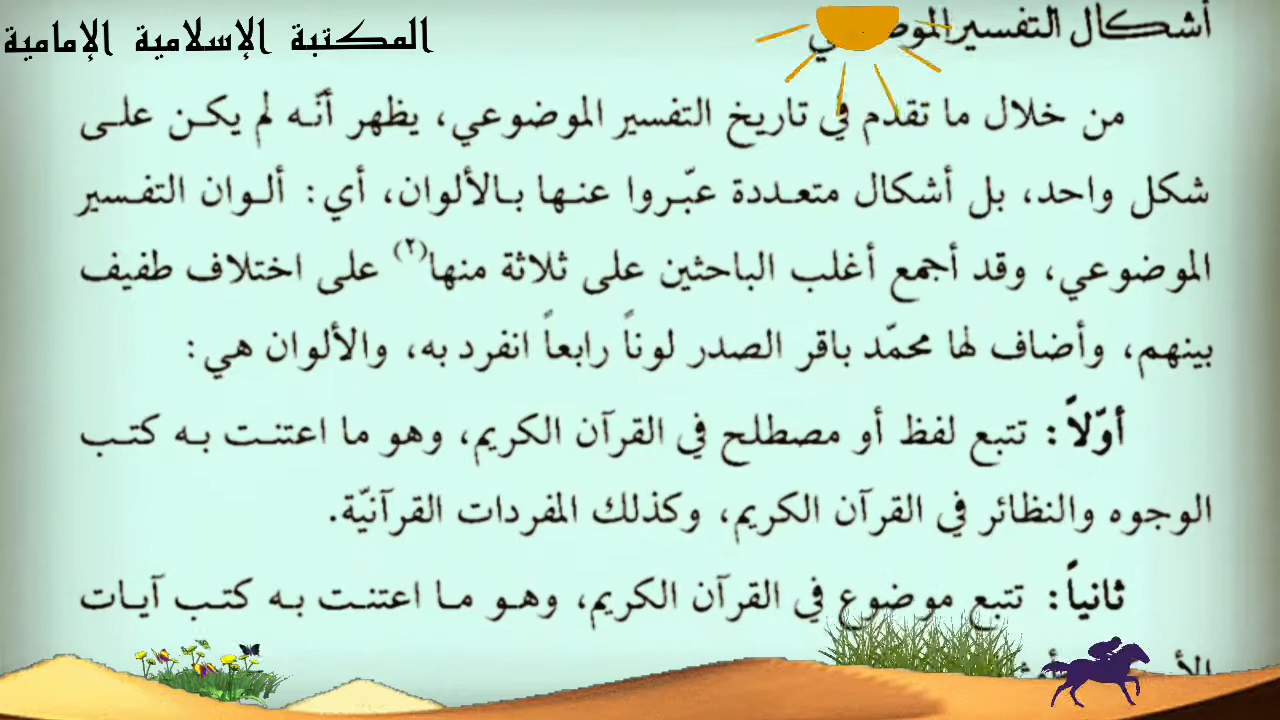 المكتبة الإسلامية الإمامية
أشكال التفسير
من خلال ما تقدم في تاريخ التفسير الموضوعي، يظهر أنّه لم يكن على
شكل واحد، بل أشكال متعددة عبّروا عنها بالألوان، أي: ألوان التفسير
الموضوعي، وقد أجمع أغلب الباحثين على ثلاثة منها(٢) على اختلاف طفيف
بينهم، وأضاف لها محمّد باقر الصدر لوناً رابعاً انفرد به، والألوان هي:
أوّلاً: تتبع لفظ أو مصطلح في القرآن الكريم، وهو ما اعتنت به كتب
الوجوه والنظائر في القرآن الكريم، وكذلك المفردات القرآنيّة.
ثانياً: تتبع موضوع في القرآن الكريم، وهو ما اعتنت به كتب آيات